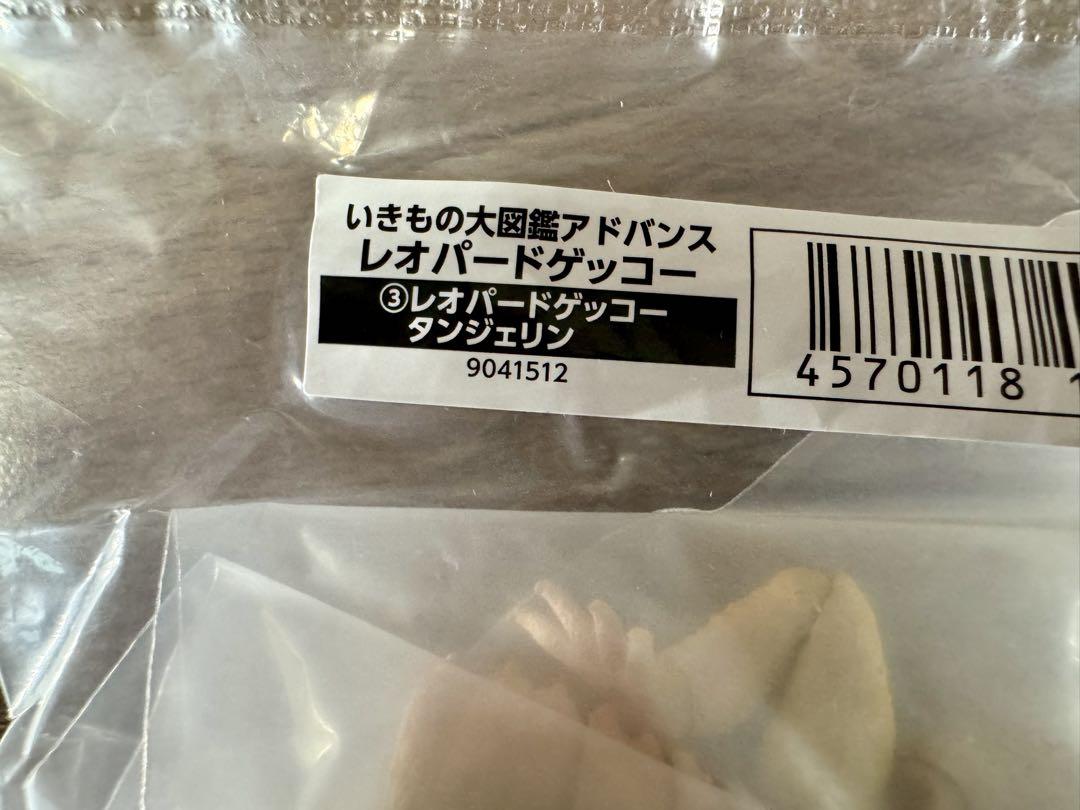 いきもの大図鑑アドバンス
レオパードゲッコー
③レオパードゲッコー
タンジェリン
9041512
4570118